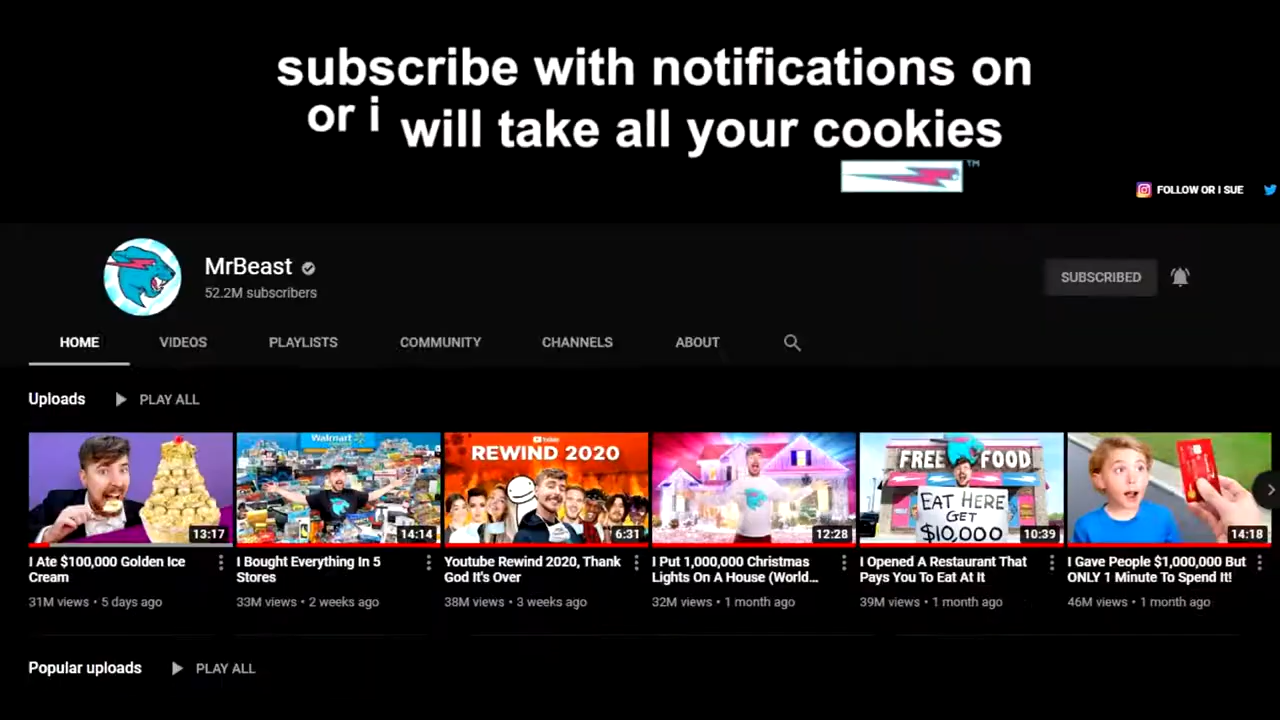 subscribe with notifications on
or i will take all your cookies
TM
FOLLOW OR I SUE
MrBeast
52.2M subscribers
SUBSCRIBED
HOME VIDEOS PLAYLISTS COMMUNITY CHANNELS ABOUT
Uploads PLAY ALL
Walmart
YouTube
REWIND 2020
FREE FOOD
EAT HERE
GET
$10,000
13:17 14:14 6:31 12:28 10:39 14:18
I Ate $100,000 Golden Ice
Cream
31M views • 5 days ago
I Bought Everything In 5
Stores
33M views • 2 weeks ago
Youtube Rewind 2020, Thank
God It's Over
38M views • 3 weeks ago
I Put 1,000,000 Christmas
Lights On A House (World...
32M views • 1 month ago
I Opened A Restaurant That
Pays You To Eat At It
39M views • 1 month ago
I Gave People $1,000,000 But
ONLY 1 Minute To Spend It!
46M views • 1 month ago
Popular uploads PLAY ALL